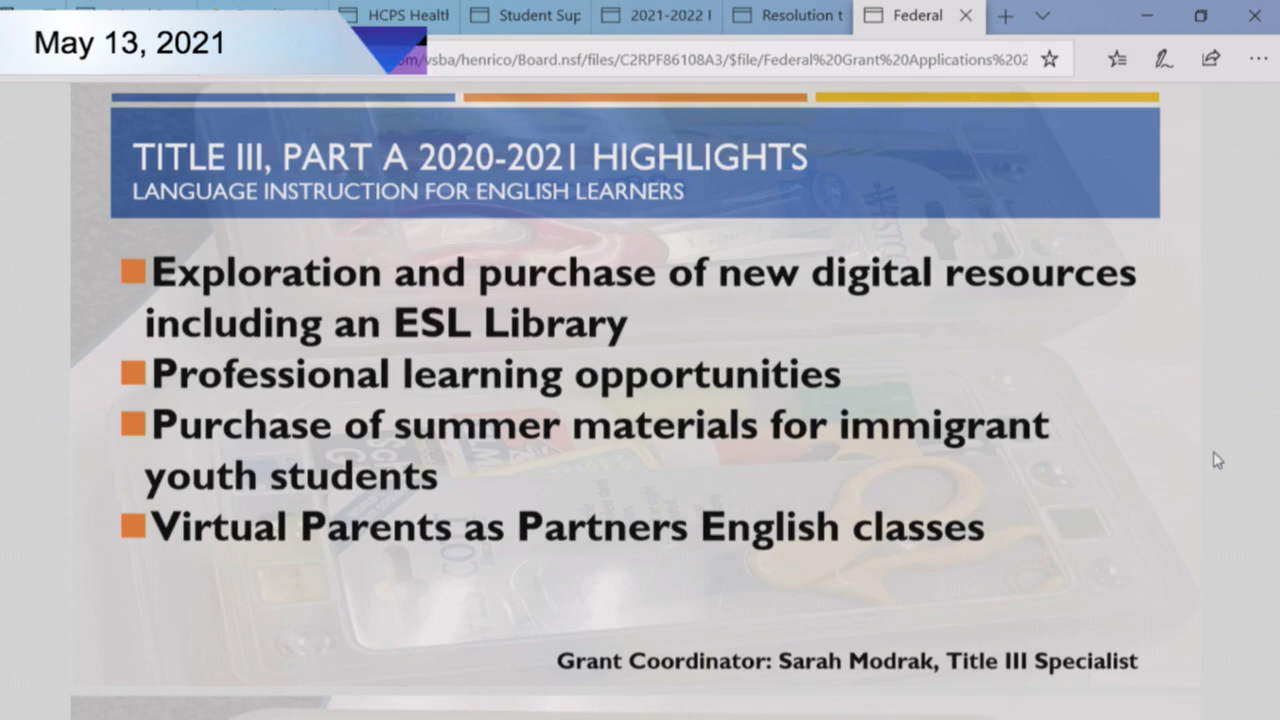 HCPS Healt
Student Sup
2021-2022 I
Resolution t
Federal
May 13, 2021
om/vsba/henrico/Board.nsf/files/C2RPF86108A3/$file/Federal%20Grant%20Applications%202
TITLE III, PART A 2020-2021 HIGHLIGHTS
LANGUAGE INSTRUCTION FOR ENGLISH LEARNERS
Exploration and purchase of new digital resources
including an ESL Library
Professional learning opportunities
Purchase of summer materials for immigrant
youth students
Virtual Parents as Partners English classes
Grant Coordinator: Sarah Modrak, Title III Specialist